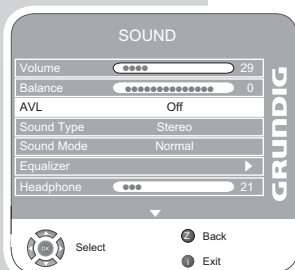 SOUND
Volume 29
Balance 0
AVL Off
Sound Type Stereo
Sound Mode Normal
Equalizer
Headphone 21
GRUNDIG
OK Select
Z Back
i Exit